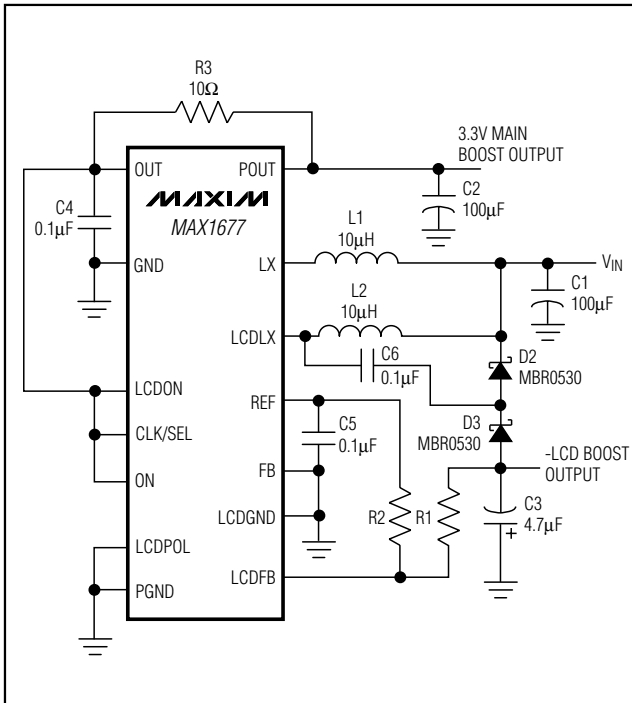 R3
10Ω
3.3V MAIN
BOOST OUTPUT
OUT
POUT
MAXIM
MAX1677
C4
0.1µF
C2
100µF
L1
10µH
GND
LX
VIN
C1
100µF
L2
10µH
LCDLX
C6
0.1µF
D2
MBR0530
LCDON
REF
CLK/SEL
C5
0.1µF
D3
MBR0530
-LCD BOOST
OUTPUT
ON
FB
LCDGND
R2
R1
C3
4.7µF
+
LCDPOL
LCDFB
PGND